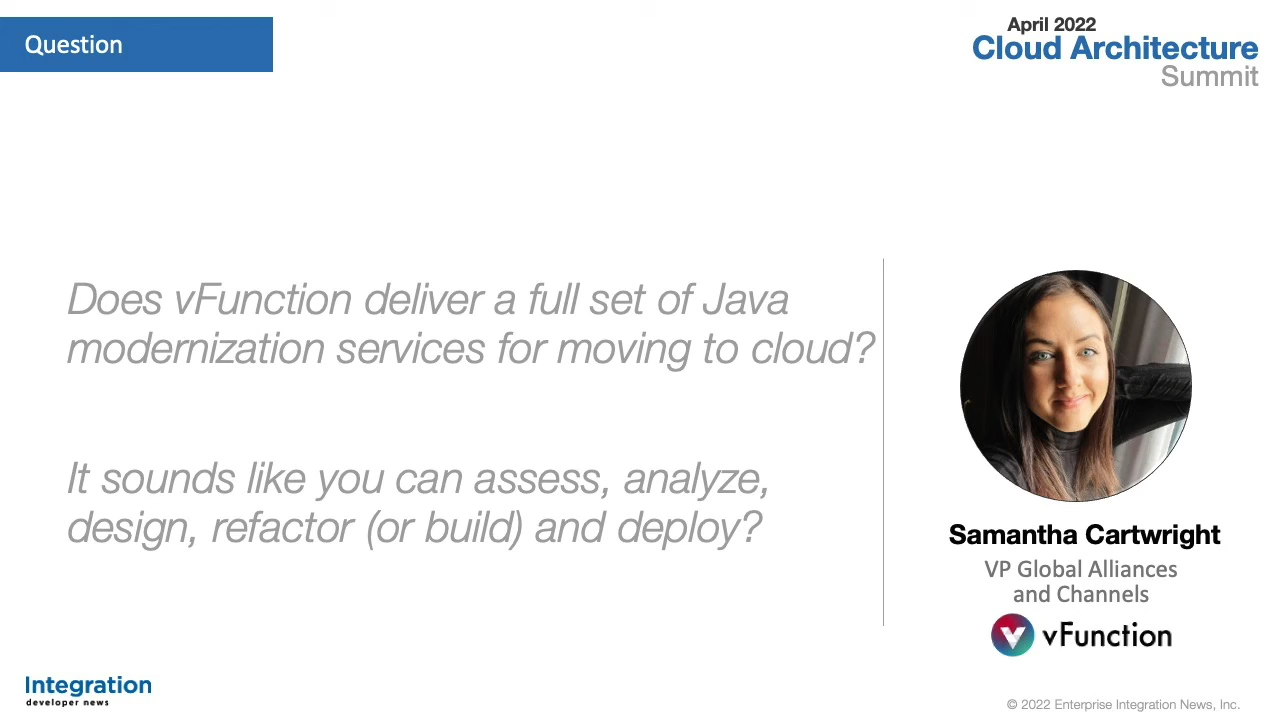 Question
April 2022
Cloud Architecture
Summit
Does vFunction deliver a full set of Java
modernization services for moving to cloud?
It sounds like you can assess, analyze,
design, refactor (or build) and deploy?
Samantha Cartwright
VP Global Alliances
and Channels
vFunction
Integration
developer news
© 2022 Enterprise Integration News, Inc.